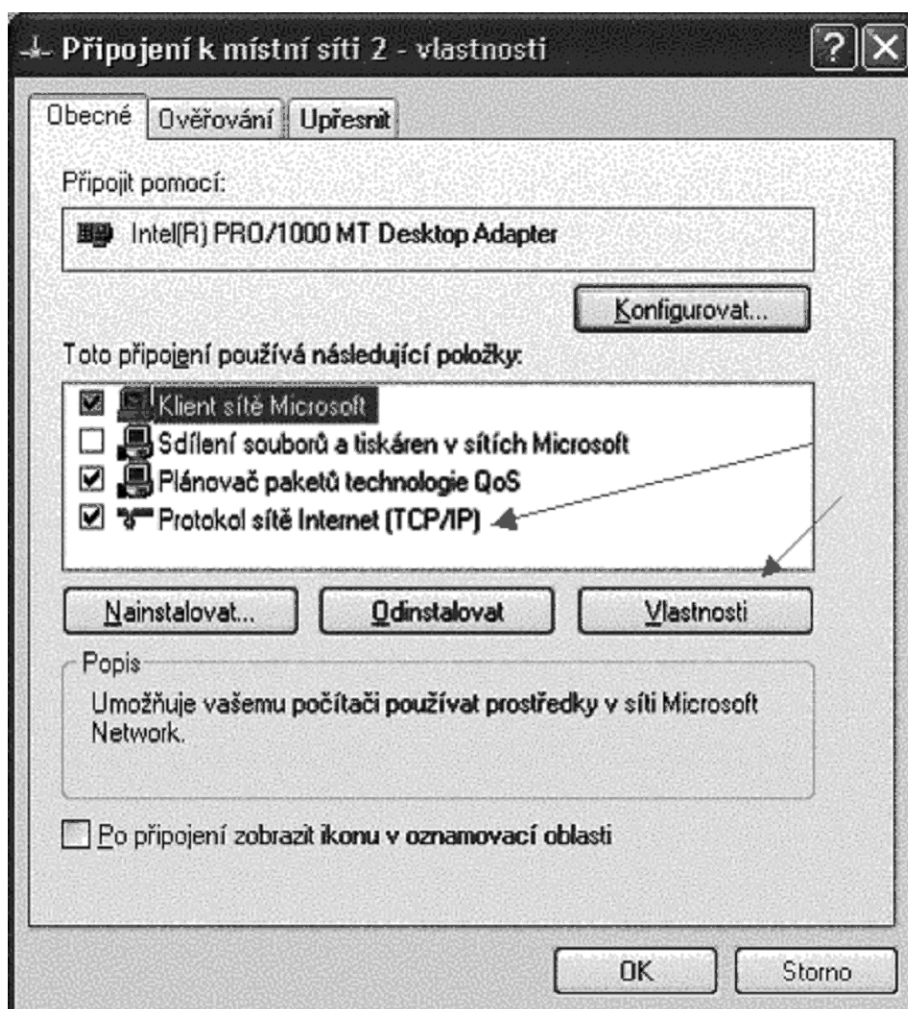 Připojení k místní síti 2 - vlastnosti
Obecné Ověřování Upřesnit
Připojit pomocí:
Intel(R) PRO/1000 MT Desktop Adapter
Konfigurovat...
Toto připojení používá následující položky:
Klient sítě Microsoft
Sdílení souborů a tiskáren v sítích Microsoft
Plánovač paketů technologie QoS
Protokol sítě Internet (TCP/IP)
Nainstalovat... Odinstalovat Vlastnosti
Popis
Umožňuje vašemu počítači používat prostředky v síti Microsoft
Network.
Po připojení zobrazit ikonu v oznamovací oblasti
OK Storno